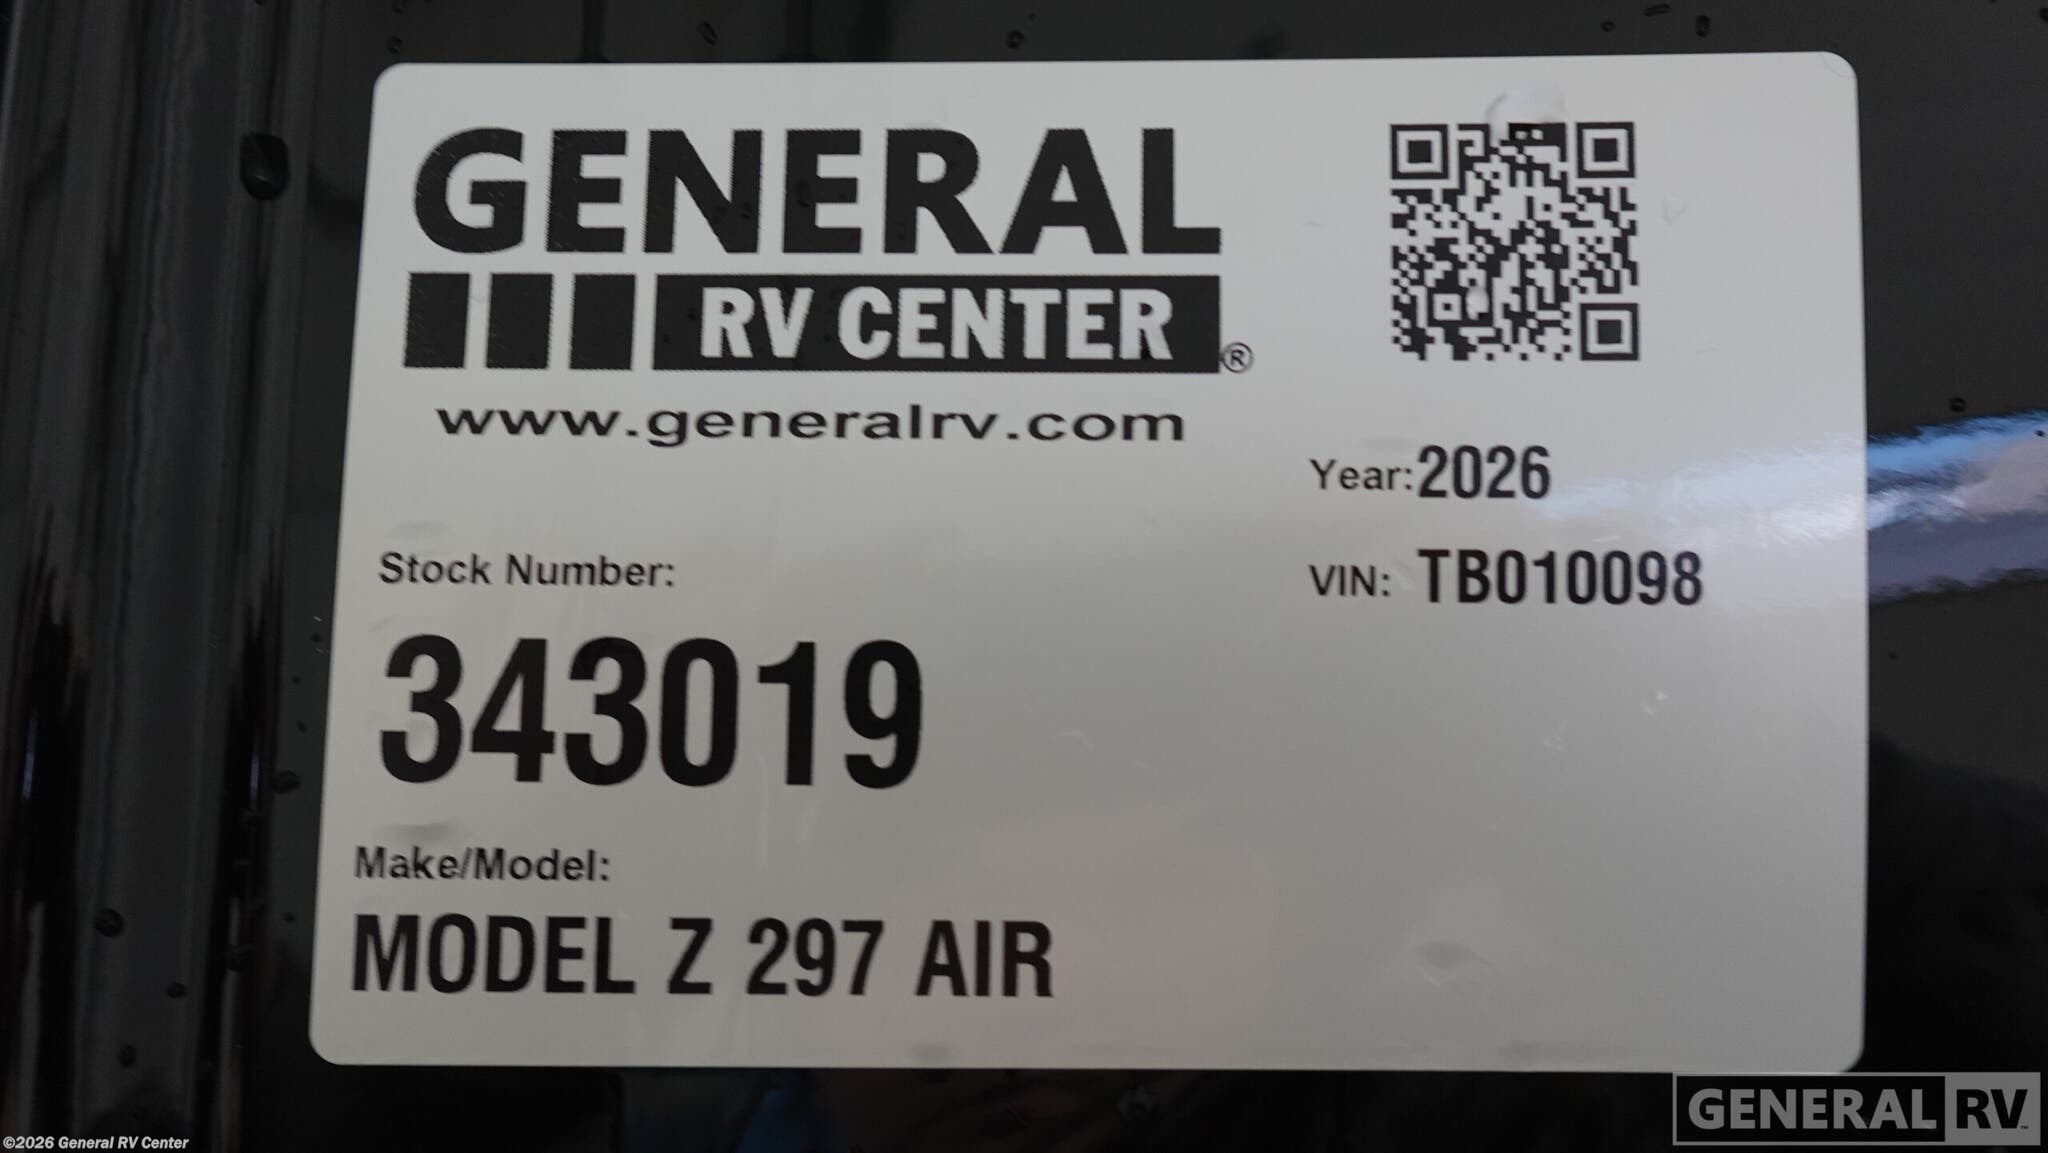 GENERAL
RV CENTER®
www.generalrv.com
Year: 2026
VIN: TB010098
Stock Number:
343019
Make/Model:
MODEL Z 297 AIR
GENERAL RV™
©2026 General RV Center